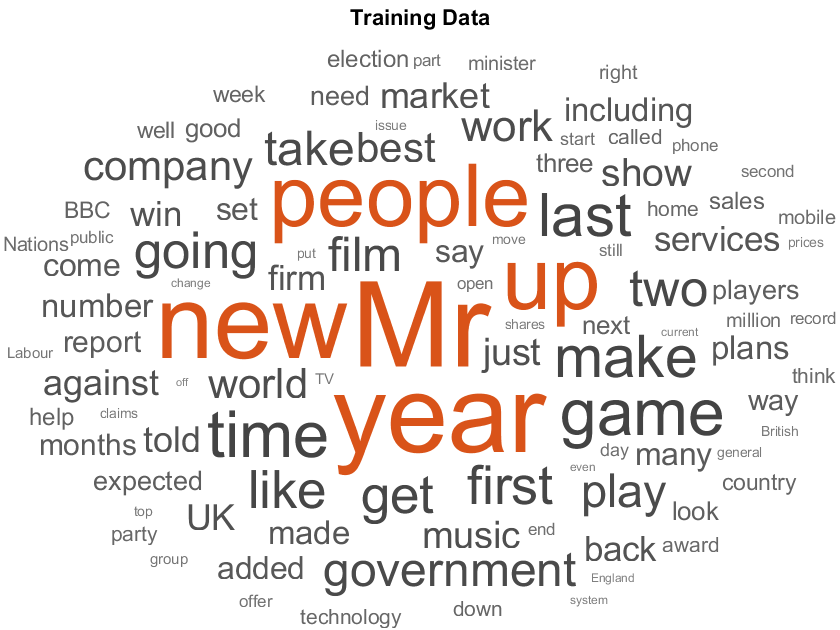 Training Data
election part minister
right
week need market
including
well good issue work
start called phone
company take best three show second
people
BBC win set last home sales mobile
Nations public going put film say move still services prices
come change firm open up two players
number new Mr shares next current million record
Labour report just make plans
against off world TV think
help claims year game way
months told time day many general British
expected like get first even play country
top UK look
party made music end back award
group added government England
offer technology down system